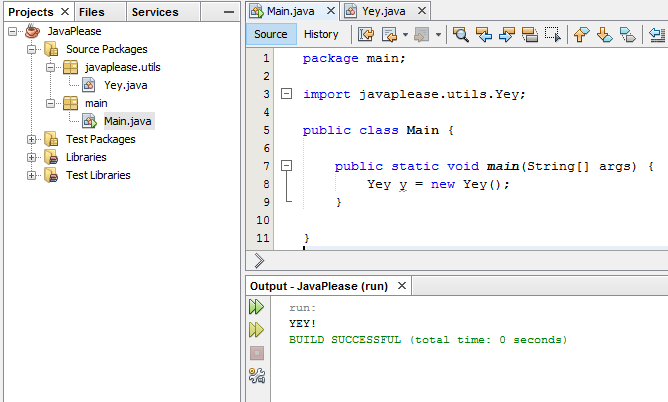 Projects Files Services
JavaPlease
Source Packages
javaplease.utils
Yey.java
main
Main.java
Test Packages
Libraries
Test Libraries
Main.java Yey.java
Source History
1 package main;
2
3 import javaplease.utils.Yey;
4
5 public class Main {
6
7 public static void main(String[] args) {
8 Yey y = new Yey();
9 }
10
11 }
Output - JavaPlease (run)
run:
YEY!
BUILD SUCCESSFUL (total time: 0 seconds)